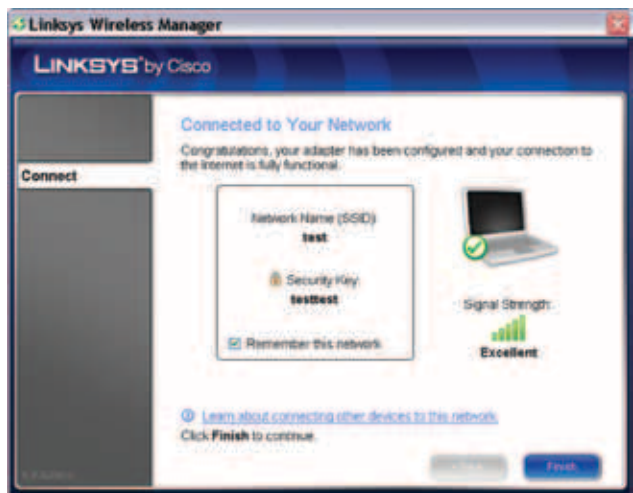 Linksys Wireless Manager
LINKSYS® by Cisco
Connected to Your Network
Congratulations, your adapter has been configured and your connection to
the Internet is fully functional.
Connect
Network Name (SSID)
test
Security Key
testtest
Remember this network
Signal Strength:
Excellent
Learn about connecting other devices to this network.
Click Finish to continue.
Finish